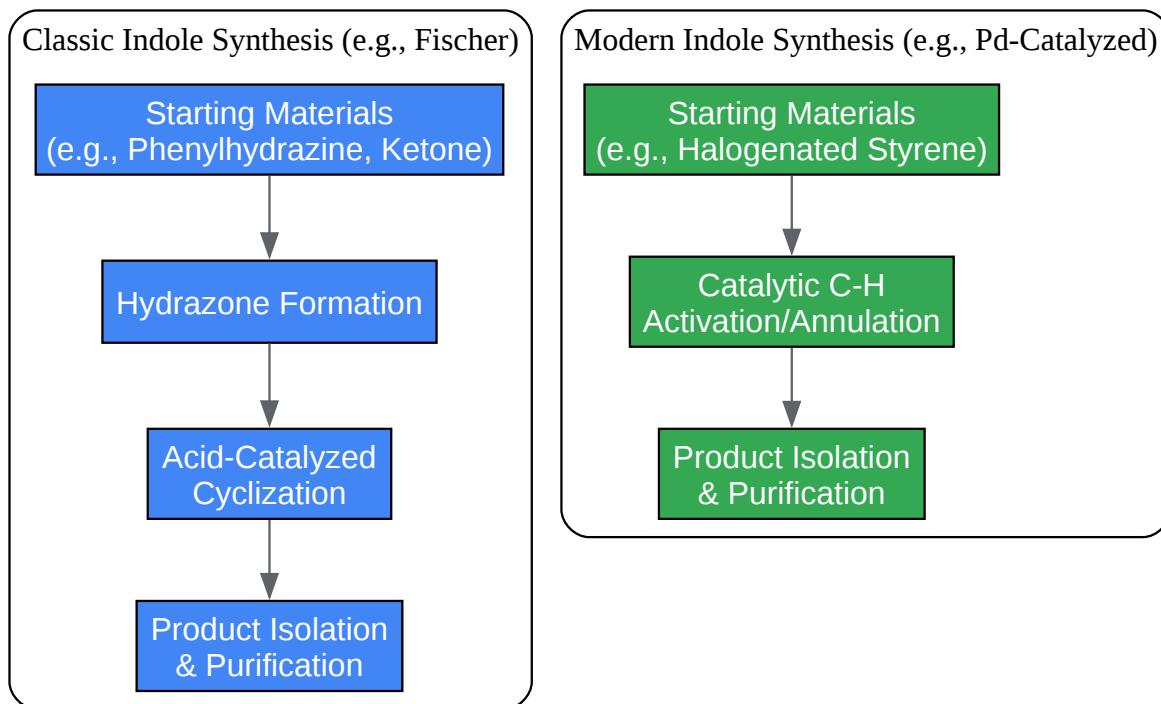 Classic Indole Synthesis (e.g., Fischer)
Starting Materials
(e.g., Phenylhydrazine, Ketone)
Hydrazone Formation
Acid-Catalyzed
Cyclization
Product Isolation
& Purification
Modern Indole Synthesis (e.g., Pd-Catalyzed)
Starting Materials
(e.g., Halogenated Styrene)
Catalytic C-H
Activation/Annulation
Product Isolation
& Purification